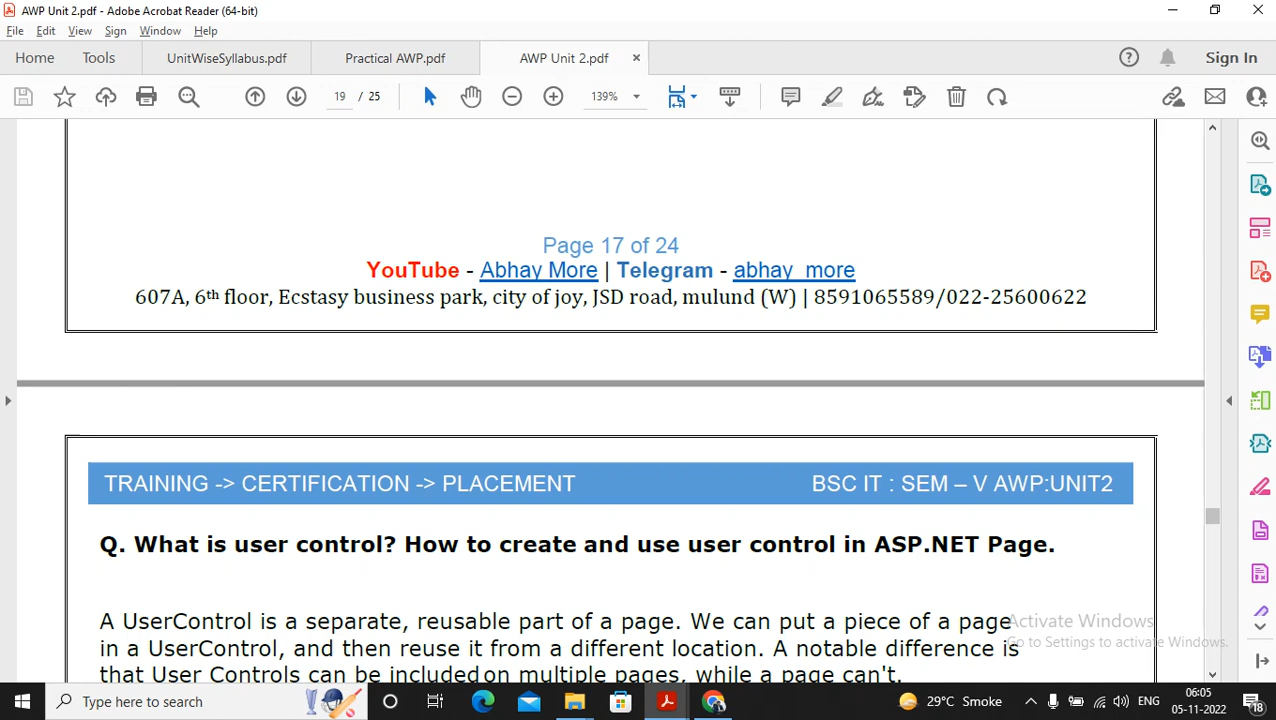 AWP Unit 2.pdf - Adobe Acrobat Reader (64-bit)
File Edit View Sign Window Help
Home Tools UnitWiseSyllabus.pdf Practical AWP.pdf AWP Unit 2.pdf Sign In
19 / 25 139%
Page 17 of 24
YouTube - Abhay More | Telegram - abhay_more
607A, 6th floor, Ecstasy business park, city of joy, JSD road, mulund (W) | 8591065589/022-25600622
TRAINING -> CERTIFICATION -> PLACEMENT BSC IT : SEM – V AWP:UNIT2
Q. What is user control? How to create and use user control in ASP.NET Page.
A UserControl is a separate, reusable part of a page. We can put a piece of a page
in a UserControl, and then reuse it from a different location. A notable difference is
that User Controls can be included on multiple pages, while a page can't.
Activate Windows
Go to Settings to activate Windows.
Type here to search
29°C Smoke ENG 06:05
05-11-2022 18